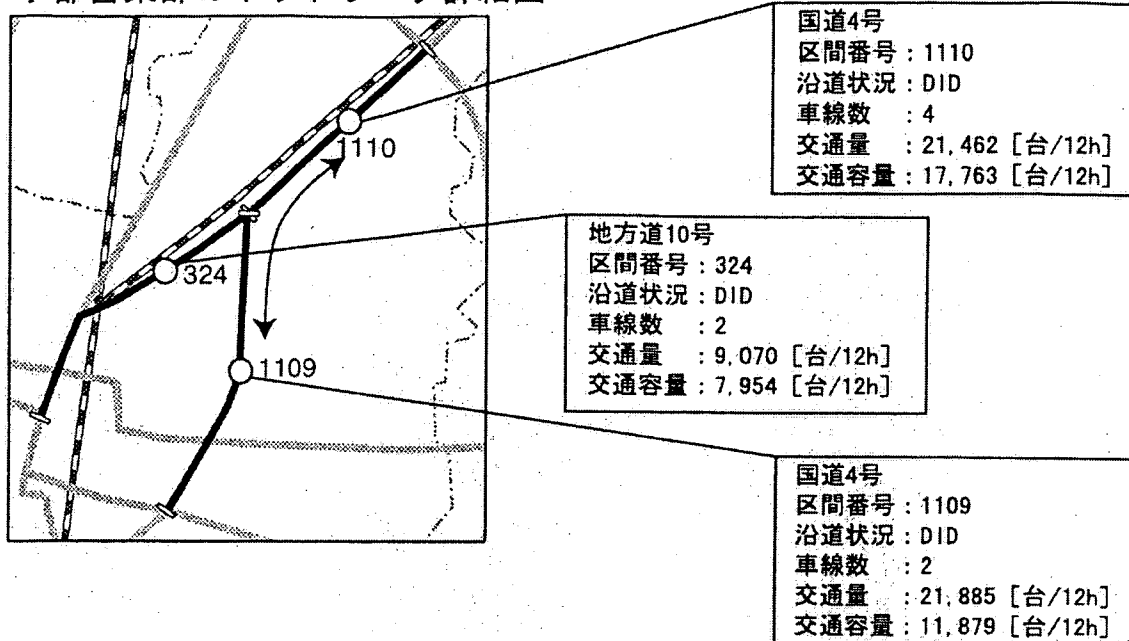 国道4号
区間番号：1110
沿道状況：DID
車線数　：4
交通量　：21,462［台/12h］
交通容量：17,763［台/12h］
1110
地方道10号
区間番号：324
沿道状況：DID
車線数　：2
交通量　：9,070［台/12h］
交通容量：7,954［台/12h］
324
1109
国道4号
区間番号：1109
沿道状況：DID
車線数　：2
交通量　：21,885［台/12h］
交通容量：11,879［台/12h］